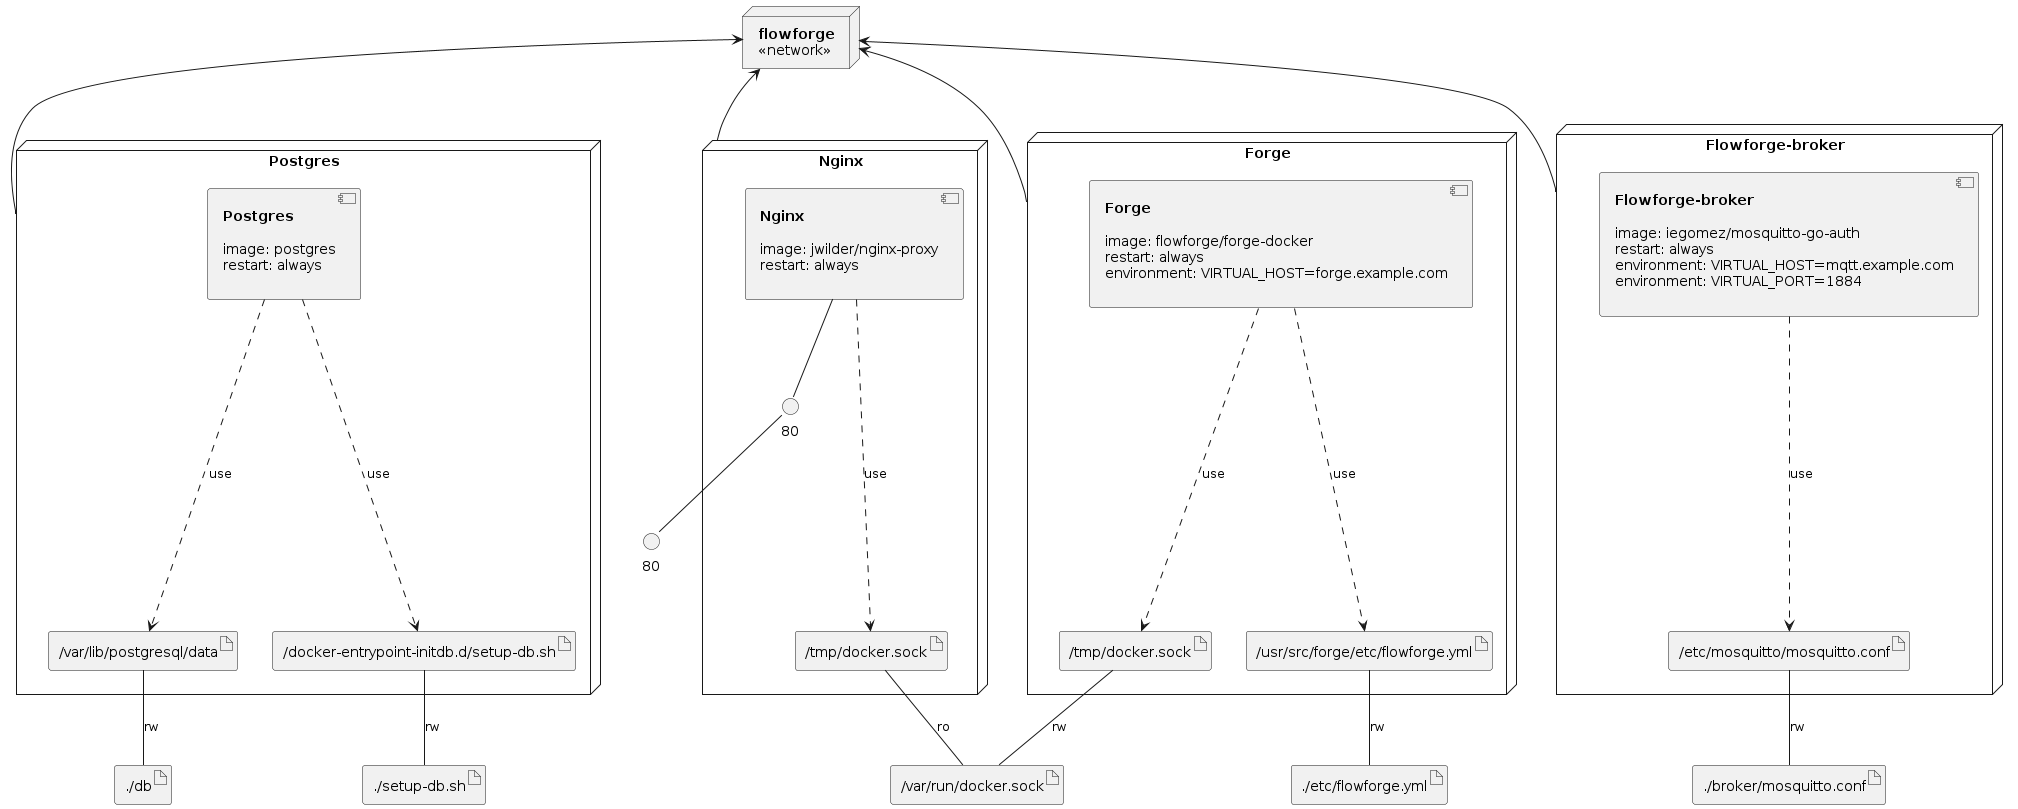 flowforge
«network»
Postgres
Nginx
Forge
Flowforge-broker
Postgres
image: postgres
restart: always
Nginx
image: jwilder/nginx-proxy
restart: always
Forge
image: flowforge/forge-docker
restart: always
environment: VIRTUAL_HOST=forge.example.com
Flowforge-broker
image: iegomez/mosquitto-go-auth
restart: always
environment: VIRTUAL_HOST=mqtt.example.com
environment: VIRTUAL_PORT=1884
80
use
use
use
use
use
use
80
/var/lib/postgresql/data
/docker-entrypoint-initdb.d/setup-db.sh
/tmp/docker.sock
/tmp/docker.sock
/usr/src/forge/etc/flowforge.yml
/etc/mosquitto/mosquitto.conf
rw
rw
ro
rw
rw
rw
./db
./setup-db.sh
/var/run/docker.sock
./etc/flowforge.yml
./broker/mosquitto.conf